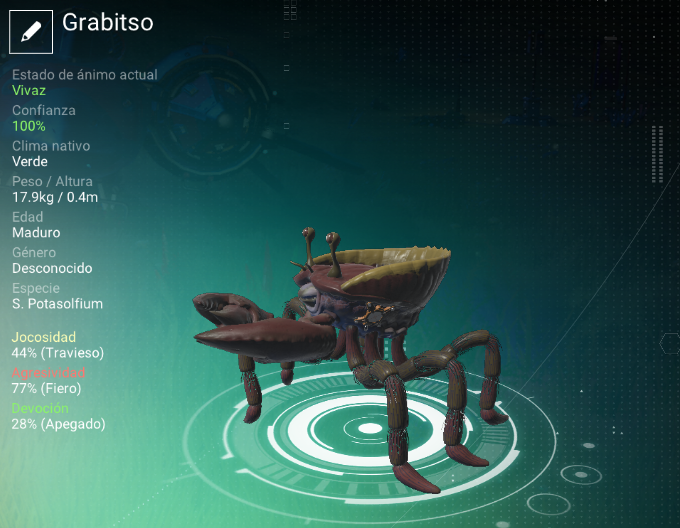 Grabitso
Estado de ánimo actual
Vivaz
Confianza
100%
Clima nativo
Verde
Peso / Altura
17.9kg / 0.4m
Edad
Maduro
Género
Desconocido
Especie
S. Potasolfium
Jocosidad
44% (Travieso)
Agresividad
77% (Fiero)
Devoción
28% (Apegado)